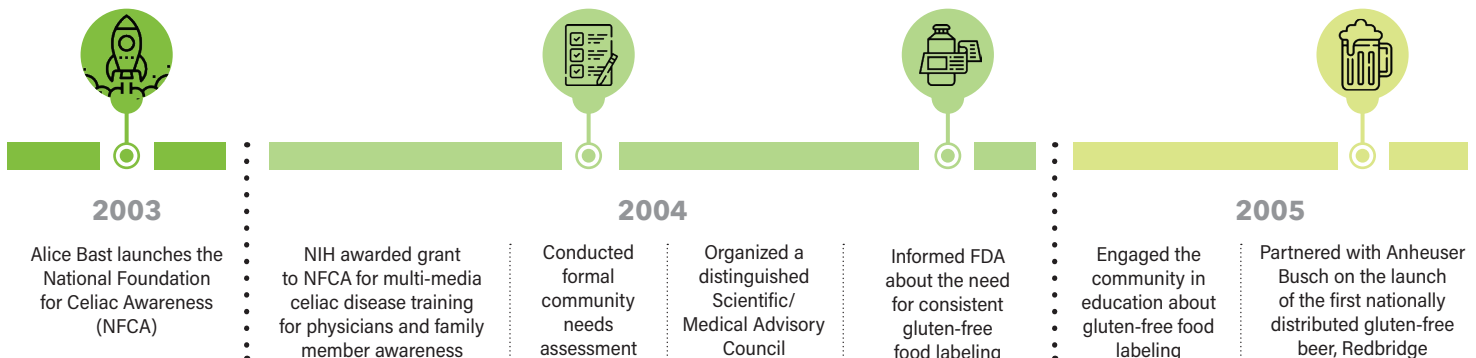 2003
Alice Bast launches the
National Foundation
for Celiac Awareness
(NFCA)
2004
NIH awarded grant
to NFCA for multi-media
celiac disease training
for physicians and family
member awareness
Conducted
formal
community
needs
assessment
Organized a
distinguished
Scientific/
Medical Advisory
Council
Informed FDA
about the need
for consistent
gluten-free
food labeling
2005
Engaged the
community in
education about
gluten-free food
labeling
Partnered with Anheuser
Busch on the launch
of the first nationally
distributed gluten-free
beer, Redbridge